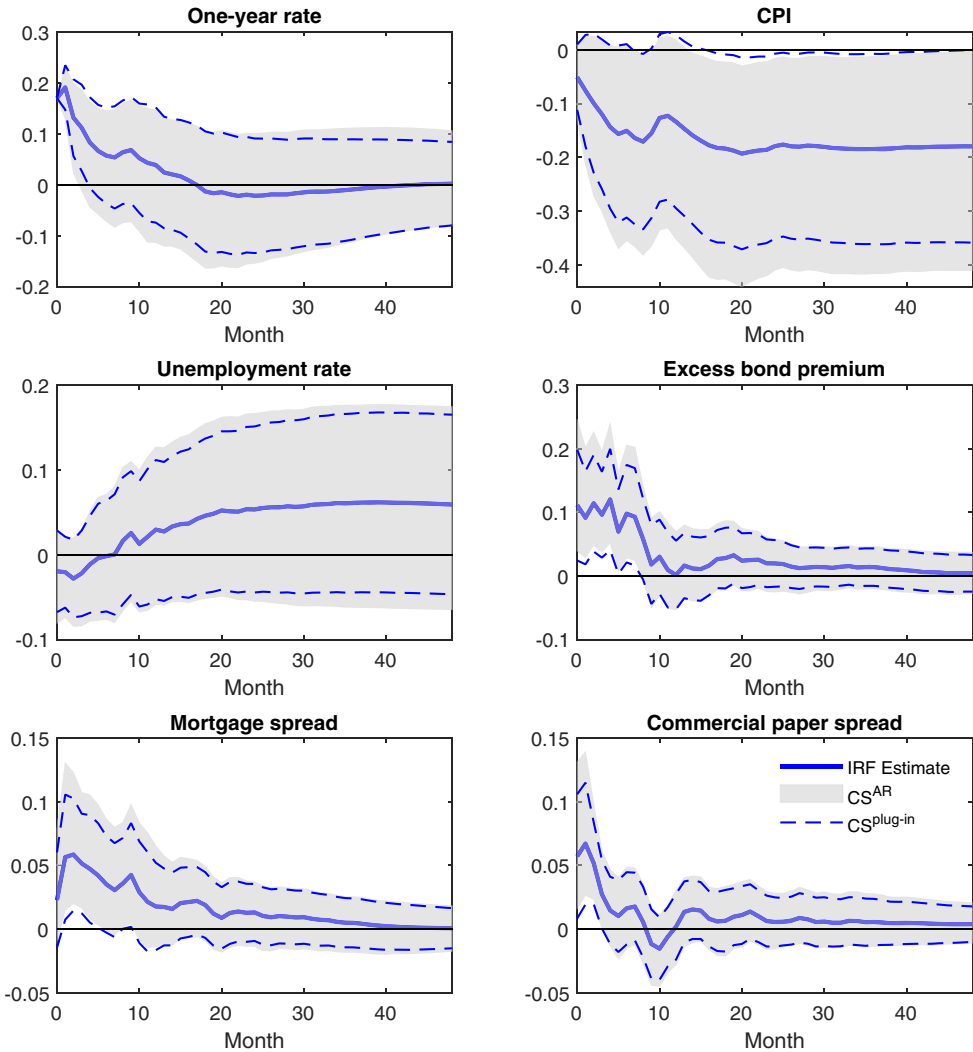 One-year rate
0.3
0.2
0.1
0
-0.1
-0.2
0 10 20 30 40
Month
CPI
0
-0.1
-0.2
-0.3
-0.4
0 10 20 30 40
Month
Unemployment rate
0.2
0.1
0
-0.1
0 10 20 30 40
Month
Excess bond premium
0.3
0.2
0.1
0
-0.1
0 10 20 30 40
Month
Mortgage spread
0.15
0.1
0.05
0
-0.05
0 10 20 30 40
Month
Commercial paper spread
0.15
0.1
0.05
0
-0.05
0 10 20 30 40
Month
IRF Estimate
CS^AR
CS^plug-in